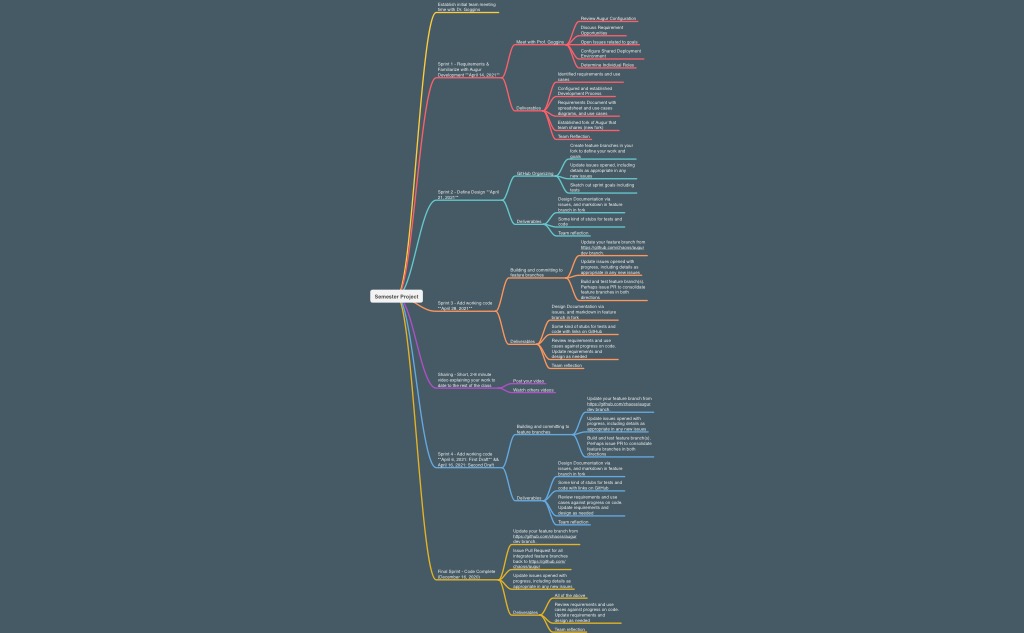 Semester Project
Establish initial team meeting
time with Dr. Goggins
Sprint 1 - Requirements &
Familiarize with Augur
Development **April 14, 2021**
Meet with Prof. Goggins
Review Augur Configuration
Discuss Requirement
Opportunities
Open Issues related to goals
Configure Shared Deployment
Environment
Determine Individual Roles
Deliverables
Identified requirements and use
cases
Configured and established
Development Process
Requirements Document with
spreadsheet and use cases
diagrams, and use cases
Established fork of Augur that
team shares (new fork)
Team Reflection
Sprint 2 - Define Design **April
21, 2021**
GitHub Organizing
Create feature branches in your
fork to define your work and
goals
Update issues opened, including
details as appropriate in any
new issues
Sketch out sprint goals including
tests
Deliverables
Design Documentation via
issues, and markdown in feature
branch in fork
Some kind of stubs for tests and
code
Team reflection
Sprint 3 - Add working code
**April 28, 2021**
Building and committing to
feature branches
Update your feature branch from
https://github.com/chaoss/augur
dev branch
Update issues opened with
progress, including details as
appropriate in any new issues
Build and test feature branch(s).
Perhaps issue PR to consolidate
feature branches in both
directions
Deliverables
Design Documentation via
issues, and markdown in feature
branch in fork
Some kind of stubs for tests and
code with links on GitHub
Review requirements and use
cases against progress on code.
Update requirements and
design as needed
Team reflection
Sharing - Short, 2-4 minute
video explaining your work to
date to the rest of the class
Post your video
Watch others videos
Sprint 4 - Add working code
**April 8, 2021: First Draft** &&
April 16, 2021: Second Draft
Building and committing to
feature branches
Update your feature branch from
https://github.com/chaoss/augur
dev branch
Update issues opened with
progress, including details as
appropriate in any new issues
Build and test feature branch(s).
Perhaps issue PR to consolidate
feature branches in both
directions
Deliverables
Design Documentation via
issues, and markdown in feature
branch in fork
Some kind of stubs for tests and
code with links on GitHub
Review requirements and use
cases against progress on code.
Update requirements and
design as needed
Team reflection
Final Sprint - Code Complete
(December 16, 2020)
Update your feature branch from
https://github.com/chaoss/augur
dev branch
Issue Pull Request for all
integrated feature branches
back to https://github.com/
chaoss/augur
Update issues opened with
progress, including details as
appropriate in any new issues
Deliverables
All of the above
Review requirements and use
cases against progress on code.
Update requirements and
design as needed
Team reflection